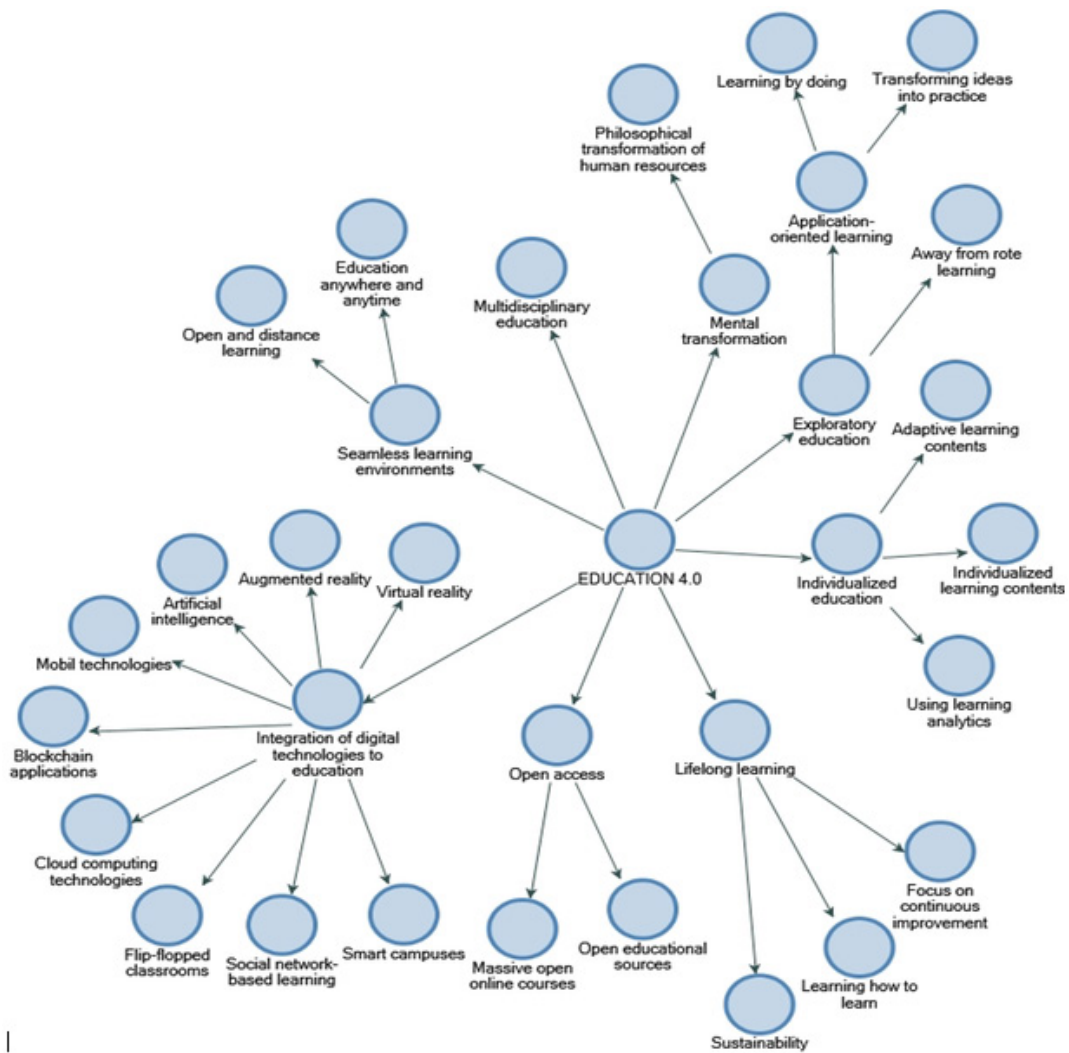 Learning by doing
Transforming ideas
into practice
Philosophical
transformation of
human resources
Application-
oriented learning
Away from rote
learning
Education
anywhere and
anytime
Multidisciplinary
education
Open and distance
learning
Mental
transformation
Exploratory
education
Adaptive learning
contents
Seamless learning
environments
EDUCATION 4.0
Individualized
education
Individualized
learning contents
Using learning
analytics
Augmented reality
Virtual reality
Artificial
intelligence
Mobil technologies
Blockchain
applications
Integration of digital
technologies to
education
Cloud computing
technologies
Flip-flopped
classrooms
Social network-
based learning
Smart campuses
Open access
Massive open
online courses
Open educational
sources
Lifelong learning
Focus on
continuous
improvement
Learning how to
learn
Sustainability